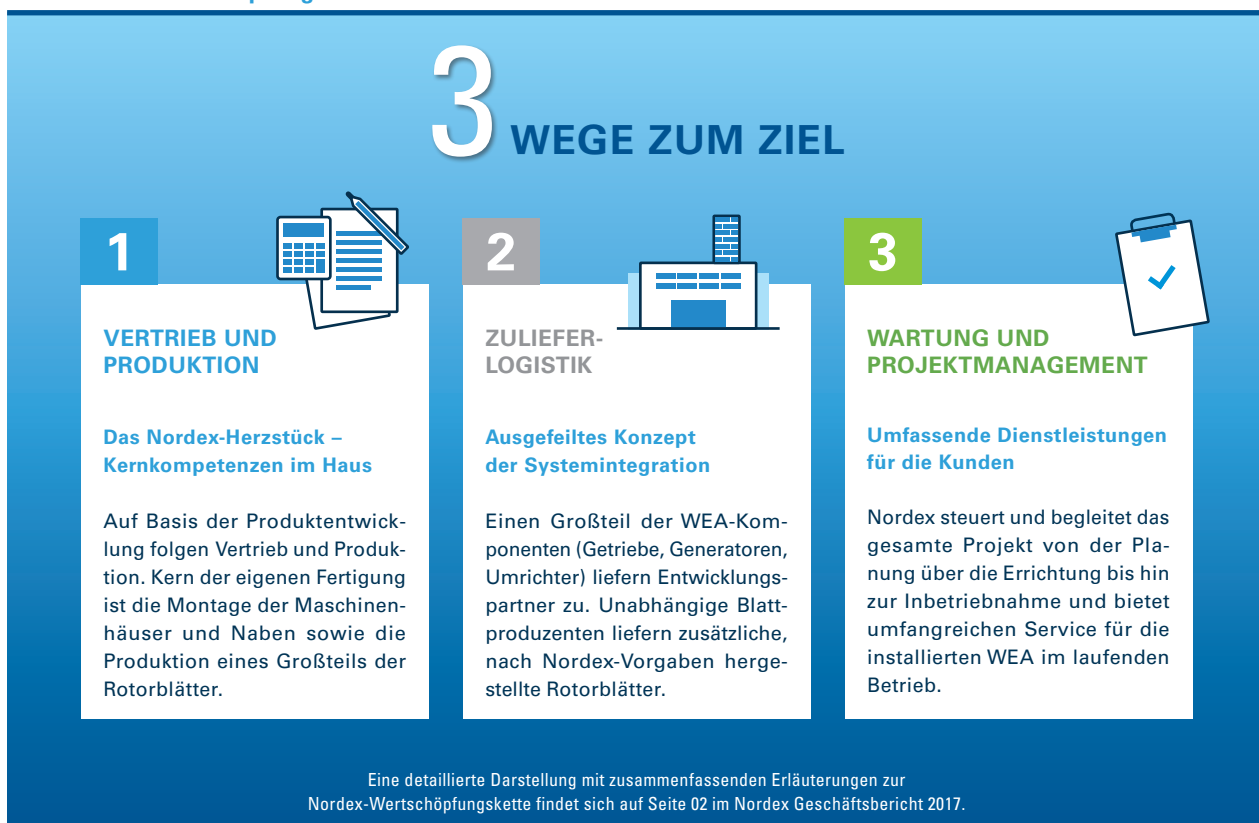 3 WEGE ZUM ZIEL
1
VERTRIEB UND
PRODUKTION
Das Nordex-Herzstück –
Kernkompetenzen im Haus
Auf Basis der Produktentwick-
lung folgen Vertrieb und Produk-
tion. Kern der eigenen Fertigung
ist die Montage der Maschinen-
häuser und Naben sowie die
Produktion eines Großteils der
Rotorblätter.
2
ZULIEFER-
LOGISTIK
Ausgefeiltes Konzept
der Systemintegration
Einen Großteil der WEA-Kom-
ponenten (Getriebe, Generatoren,
Umrichter) liefern Entwicklungs-
partner zu. Unabhängige Blatt-
produzenten liefern zusätzliche,
nach Nordex-Vorgaben herge-
stellte Rotorblätter.
3
WARTUNG UND
PROJEKTMANAGEMENT
Umfassende Dienstleistungen
für die Kunden
Nordex steuert und begleitet das
gesamte Projekt von der Pla-
nung über die Errichtung bis hin
zur Inbetriebnahme und bietet
umfangreichen Service für die
installierten WEA im laufenden
Betrieb.
Eine detaillierte Darstellung mit zusammenfassenden Erläuterungen zur
Nordex-Wertschöpfungskette findet sich auf Seite 02 im Nordex Geschäftsbericht 2017.